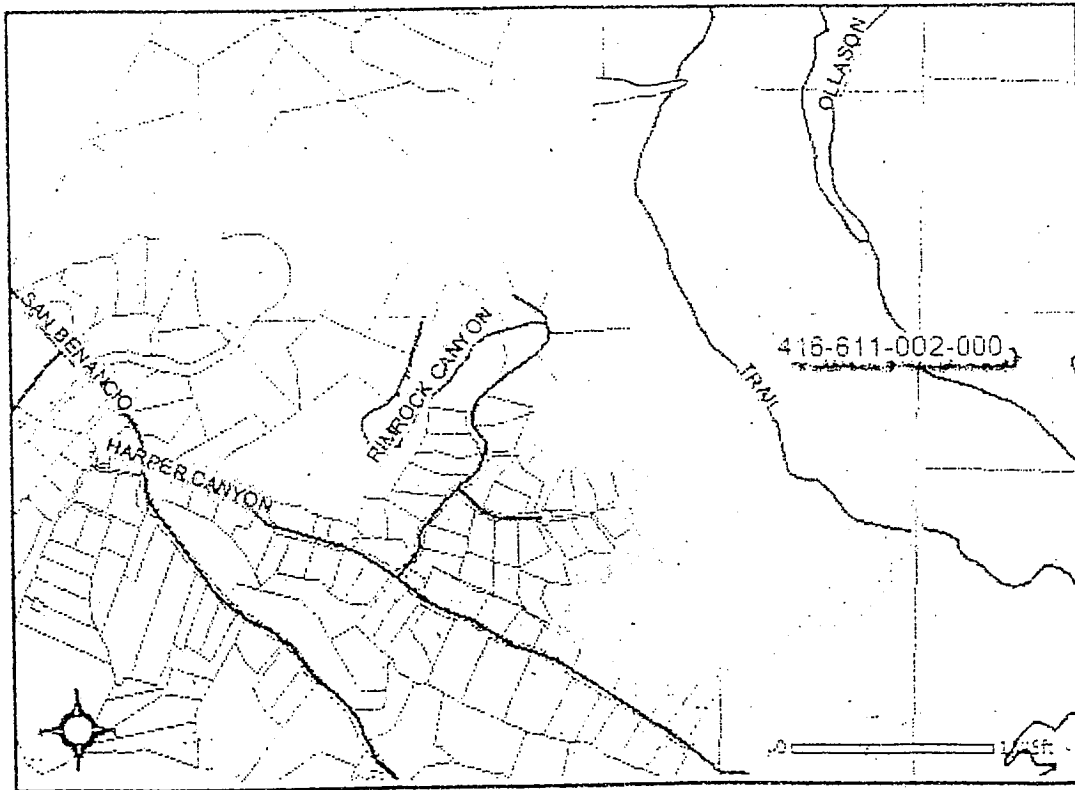 OLLASON
SAN BENANCIO
RIMROCK CANYON
416-611-002-000
TRAIL
HARPER CANYON
0